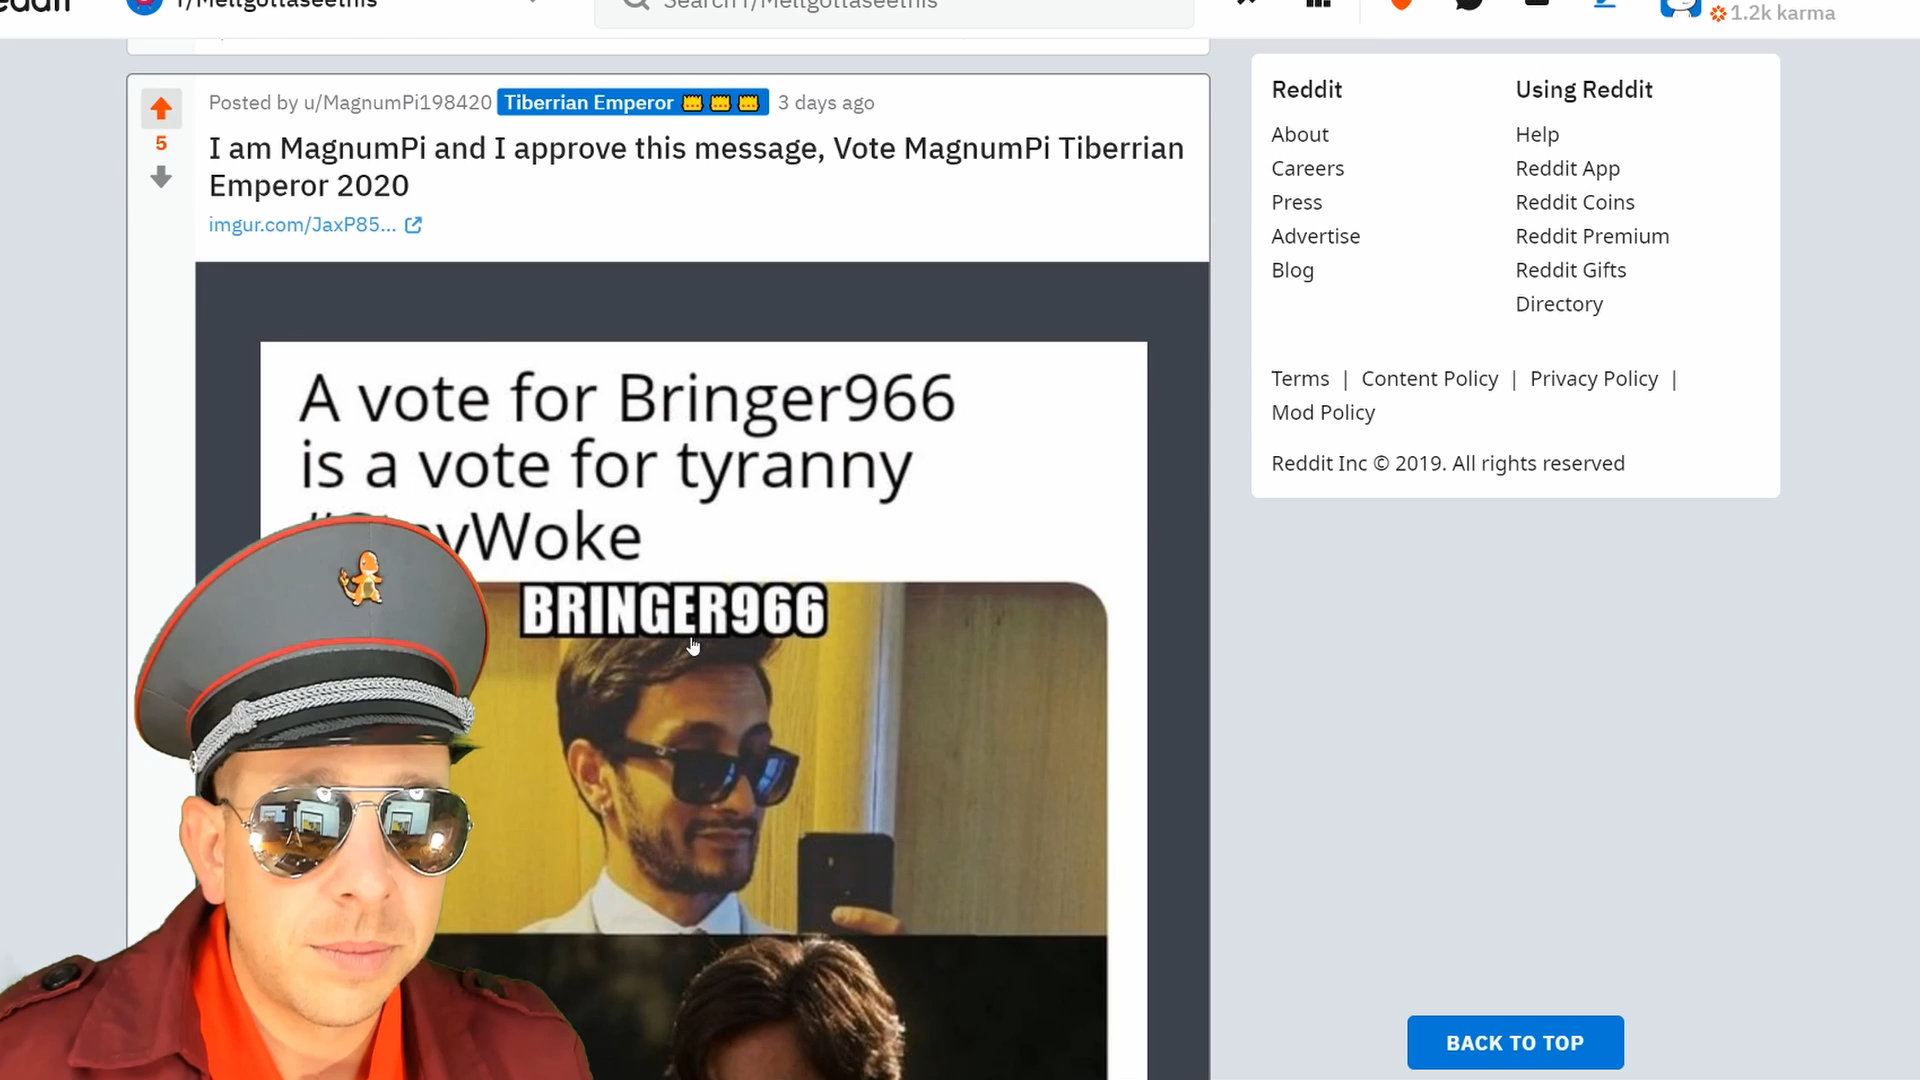 1.2k karma
Posted by u/MagnumPi198420 Tiberrian Emperor 3 days ago
5
I am MagnumPi and I approve this message, Vote MagnumPi Tiberrian
Emperor 2020
imgur.com/JaxP85...
A vote for Bringer966
is a vote for tyranny
BRINGER966
Reddit
About
Careers
Press
Advertise
Blog
Using Reddit
Help
Reddit App
Reddit Coins
Reddit Premium
Reddit Gifts
Directory
Terms | Content Policy | Privacy Policy |
Mod Policy
Reddit Inc © 2019. All rights reserved
BACK TO TOP